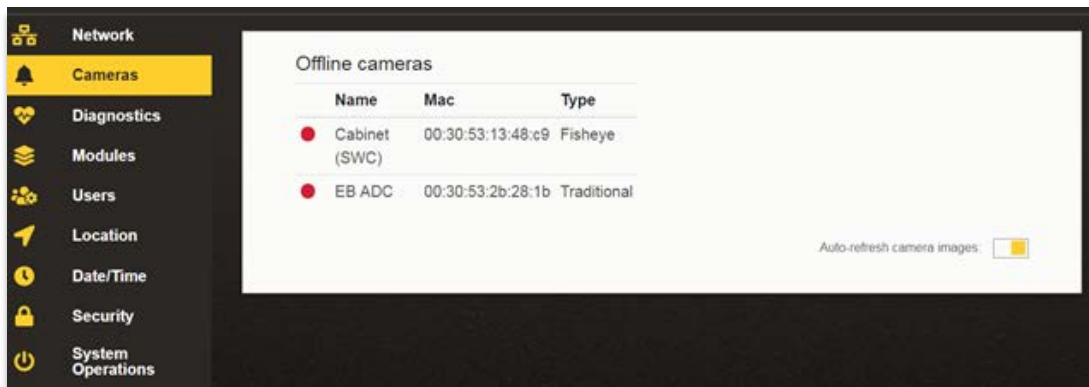 Network
Cameras
Diagnostics
Modules
Users
Location
Date/Time
Security
System
Operations
Offline cameras
Name Mac Type
Cabinet 00:30:53:13:48:c9 Fisheye
(SWC)
EB ADC 00:30:53:2b:28:1b Traditional
Auto-refresh camera images: